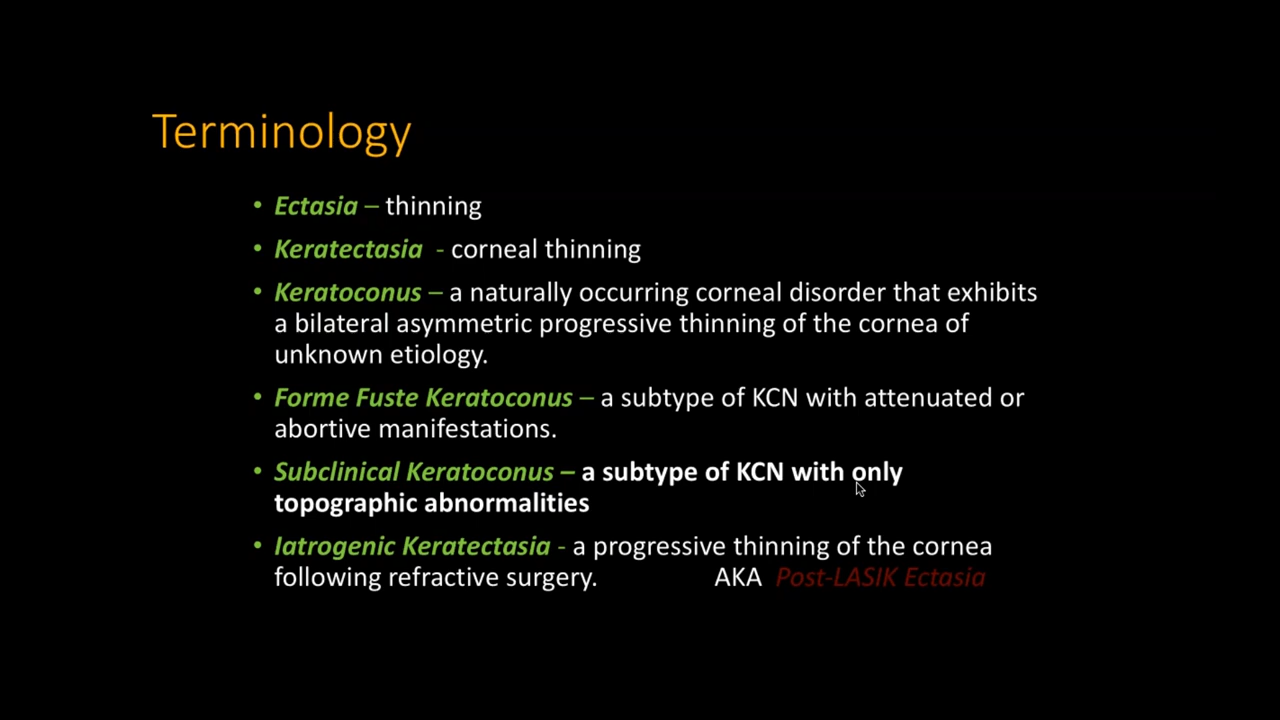 Terminology
• Ectasia – thinning
• Keratectasia - corneal thinning
• Keratoconus – a naturally occurring corneal disorder that exhibits
a bilateral asymmetric progressive thinning of the cornea of
unknown etiology.
• Forme Fuste Keratoconus – a subtype of KCN with attenuated or
abortive manifestations.
• Subclinical Keratoconus – a subtype of KCN with only
topographic abnormalities
• Iatrogenic Keratectasia - a progressive thinning of the cornea
following refractive surgery. AKA Post-LASIK Ectasia